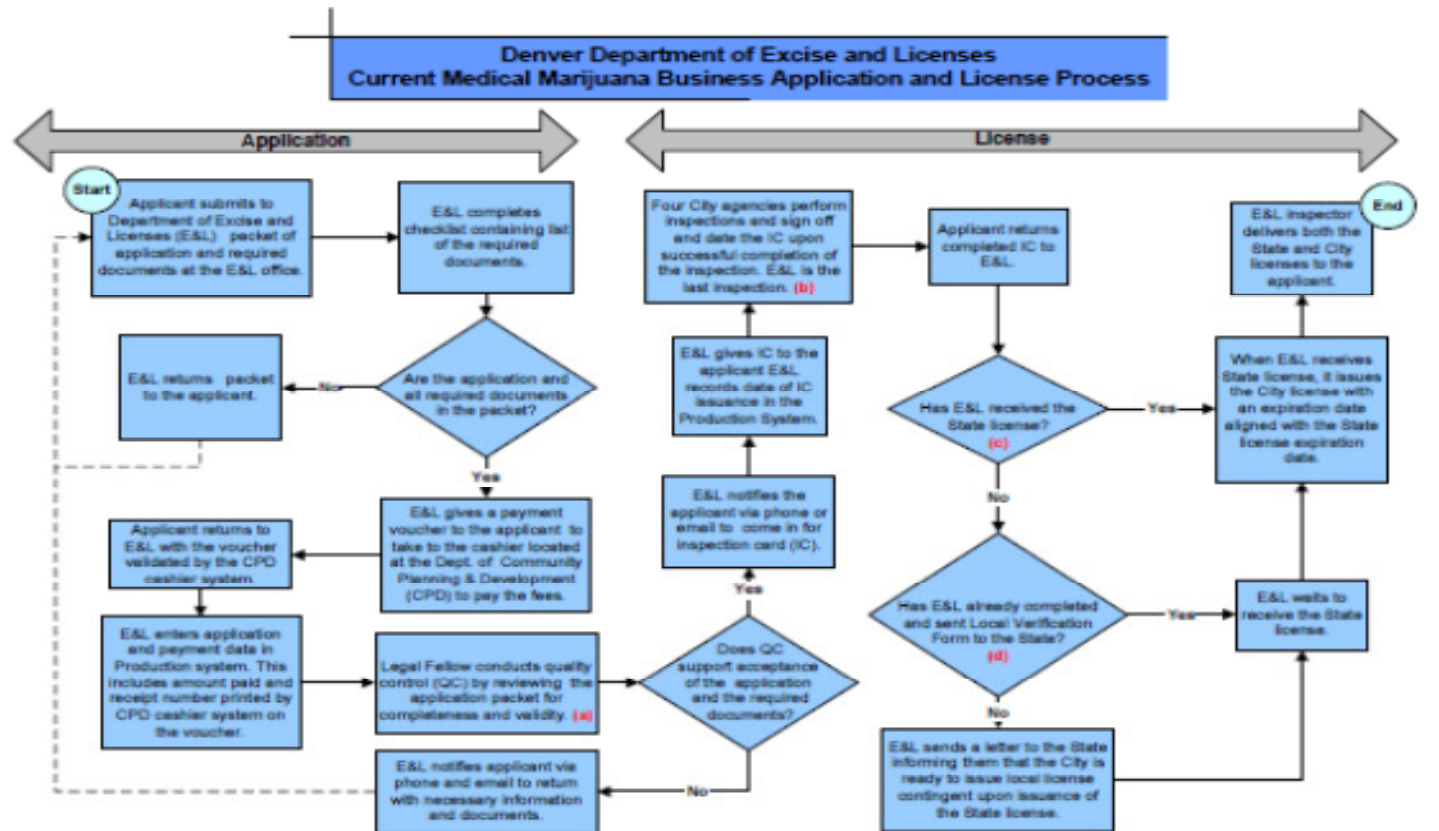 Denver Department of Excise and Licenses
Current Medical Marijuana Business Application and License Process
Application
License
Start
Applicant submits to
Department of Excise and
Licenses (E&L) packet of
application and required
documents at the E&L office.
E&L completes
checklist containing list
of the required
documents.
Are the application and
all required documents
in the packet?
No
E&L returns packet
to the applicant.
Yes
E&L gives a payment
voucher to the applicant to
take to the cashier located
at the Dept. of Community
Planning & Development
(CPD) to pay the fees.
Applicant returns to
E&L with the voucher
validated by the CPD
cashier system.
E&L enters application
and payment data in
Production system. This
includes amount paid and
receipt number printed by
CPD cashier system on
the voucher.
Legal Fellow conducts quality
control (QC) by reviewing the
application packet for
completeness and validity. (a)
Does QC
support acceptance
of the application
and the required
documents?
No
E&L notifies applicant via
phone and email to return
with necessary information
and documents.
Yes
E&L notifies the
applicant via phone or
email to come in for
inspection card (IC).
E&L gives IC to the
applicant E&L
records date of IC
issuance in the
Production System.
Four City agencies perform
inspections and sign off
and date the IC upon
successful completion of
the inspection. E&L is the
last inspection. (b)
Applicant returns
completed IC to
E&L.
Has E&L received the
State license?
(c)
Yes
No
Has E&L already completed
and sent Local Verification
Form to the State?
(d)
Yes
No
E&L sends a letter to the State
informing them that the City is
ready to issue local license
contingent upon issuance of
the State license.
E&L waits to
receive the State
license.
When E&L receives
State license, it issues
the City license with
an expiration date
aligned with the State
license expiration
date.
E&L inspector
delivers both the
State and City
licenses to the
applicant.
End